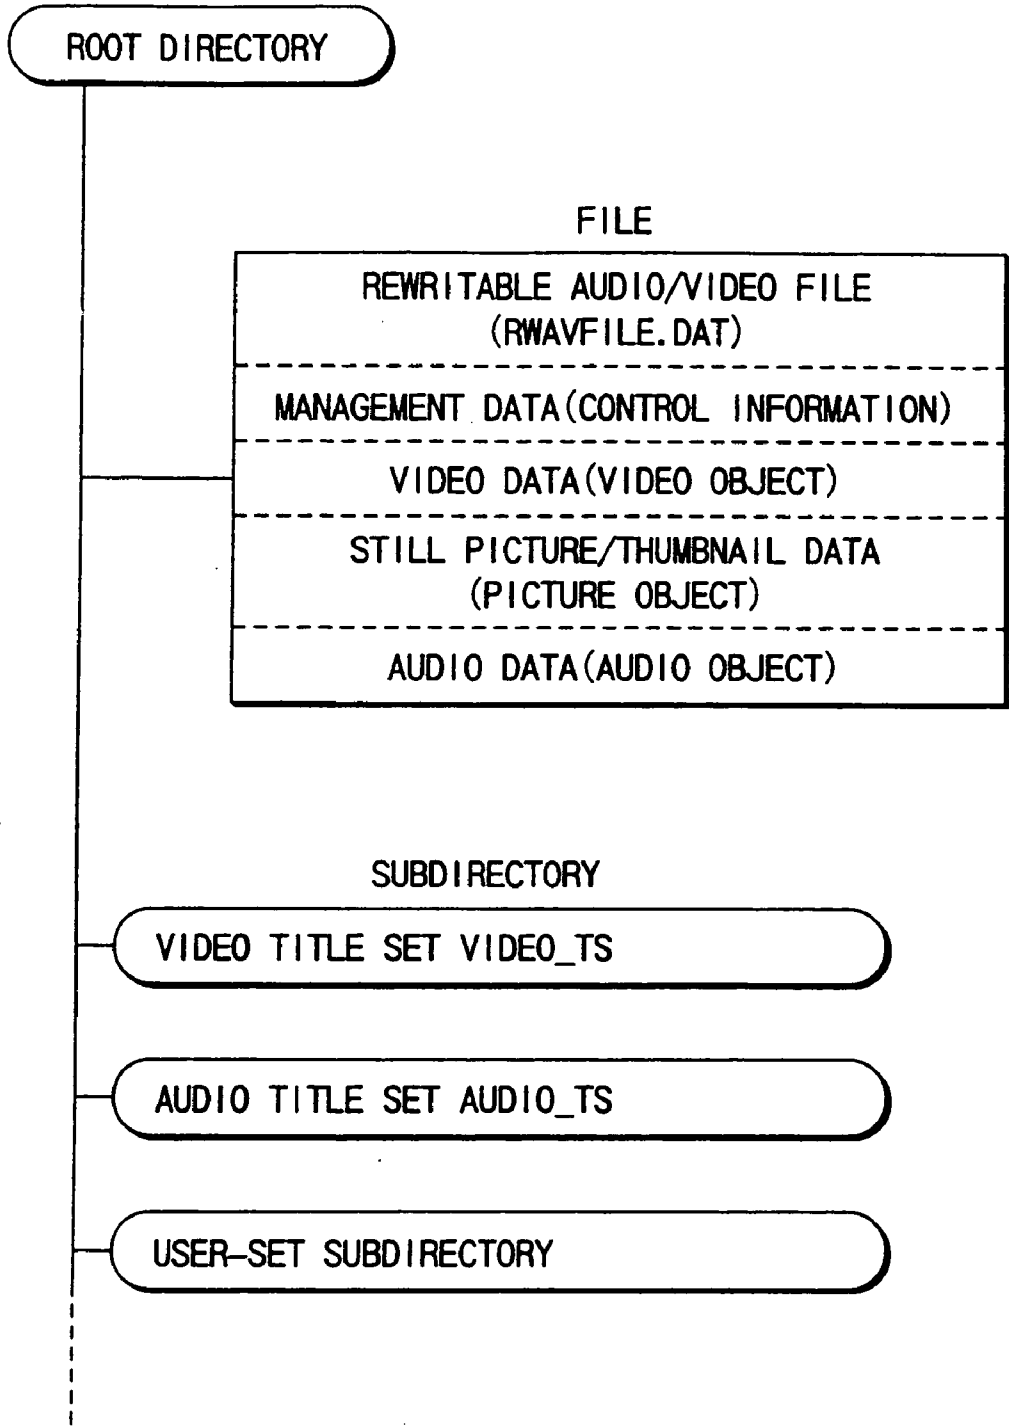 ROOT DIRECTORY
FILE
REWRITABLE AUDIO/VIDEO FILE
(RWAVFILE.DAT)
MANAGEMENT DATA(CONTROL INFORMATION)
VIDEO DATA(VIDEO OBJECT)
STILL PICTURE/THUMBNAIL DATA
(PICTURE OBJECT)
AUDIO DATA(AUDIO OBJECT)
SUBDIRECTORY
VIDEO TITLE SET VIDEO_TS
AUDIO TITLE SET AUDIO_TS
USER-SET SUBDIRECTORY